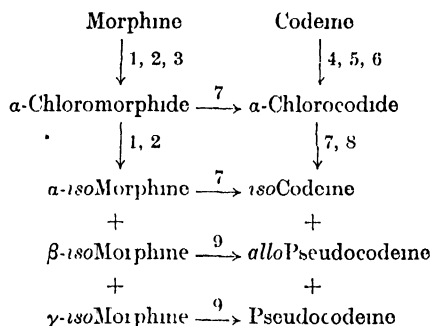 Morphine Codeine
1, 2, 3 4, 5, 6
α-Chloromorphide 7 α-Chlorocodide
1, 2 7, 8
α-isoMorphine 7 isoCodeine
+ +
β-isoMorphine 9 alloPseudocodeine
+ +
γ-isoMorphine 9 Pseudocodeine